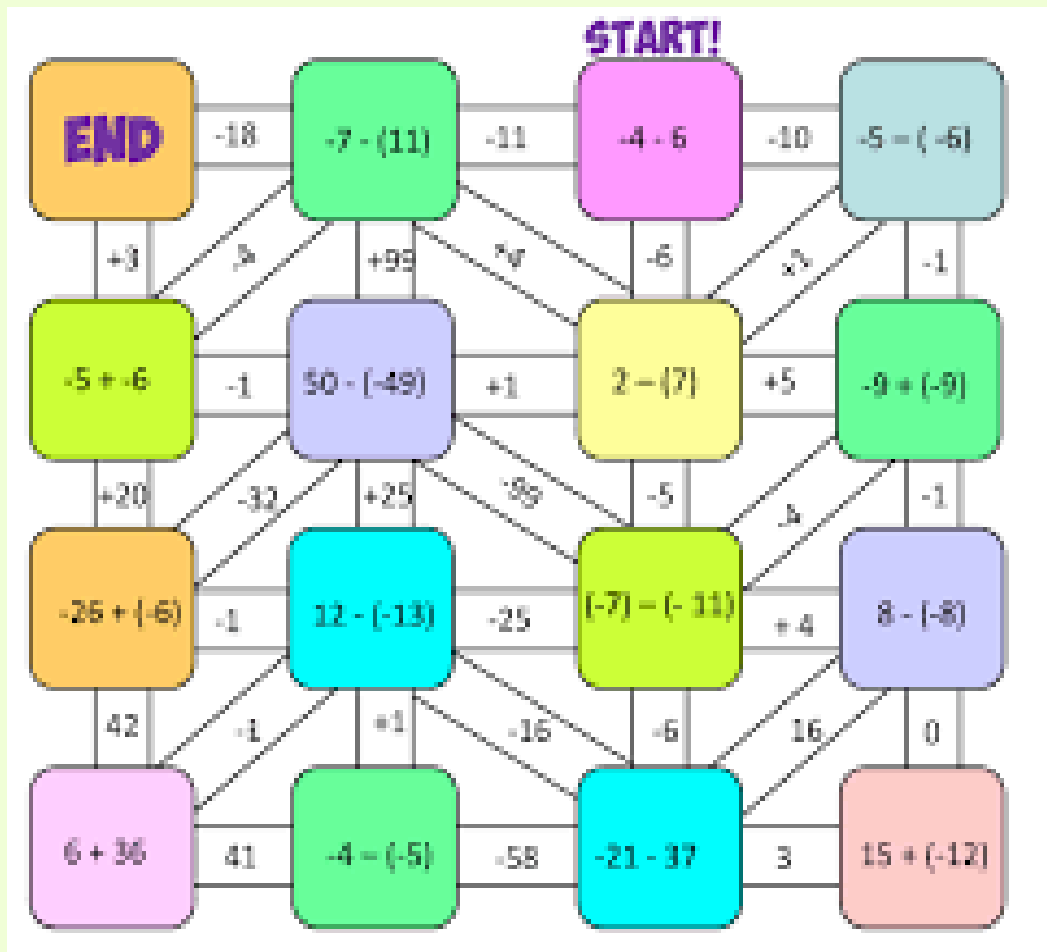 START!
END -18 -7 - (11) -11 -4 - 6 -10 -5 – ( -6)
+3 +99 -6 -1
-5 + -6 -1 50 - (-49) +1 2 – (7) +5 -9 + (-9)
+20 -32 +25 -99 -5 -4 -1
-26 + (-6) -1 12 - (-13) -25 (-7) – (- 11) + 4 8 - (-8)
42 -1 +1 -16 -6 16 0
6 + 36 41 -4 – (-5) -58 -21 - 37 3 15 + (-12)